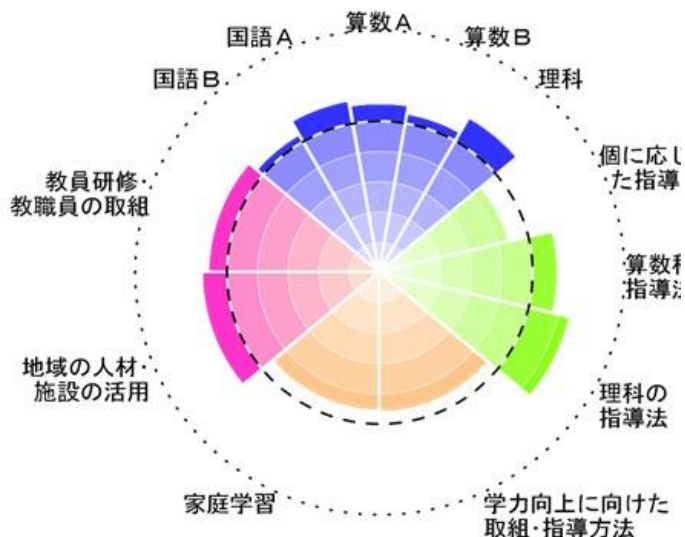 算数A
国語A
算数B
国語B
理科
個に応じ
た指導
教員研修・
教職員の取組
算数科
指導法
地域の人材・
施設の活用
理科の
指導法
家庭学習
学力向上に向けた
取組・指導方法